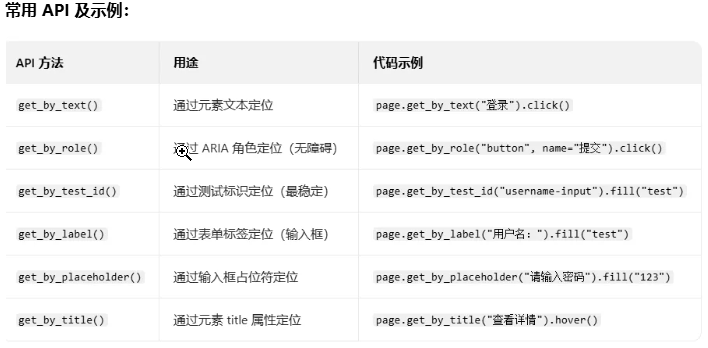 常用 API 及示例：
API 方法 用途 代码示例
get_by_text() 通过元素文本定位 page.get_by_text("登录").click()
get_by_role() 通过 ARIA 角色定位（无障碍） page.get_by_role("button", name="提交").click()
get_by_test_id() 通过测试标识定位（最稳定） page.get_by_test_id("username-input").fill("test")
get_by_label() 通过表单标签定位（输入框） page.get_by_label("用户名：").fill("test")
get_by_placeholder() 通过输入框占位符定位 page.get_by_placeholder("请输入密码").fill("123")
get_by_title() 通过元素 title 属性定位 page.get_by_title("查看详情").hover()